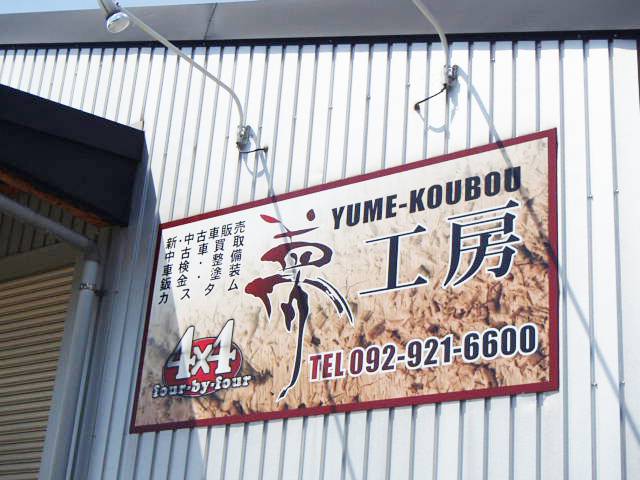 YUME-KOUBOU
夢工房
新・中古車販売
中古車買取
車検・整備
鈑金・塗装
カスタム
4x4
four-by-four
TEL 092-921-6600